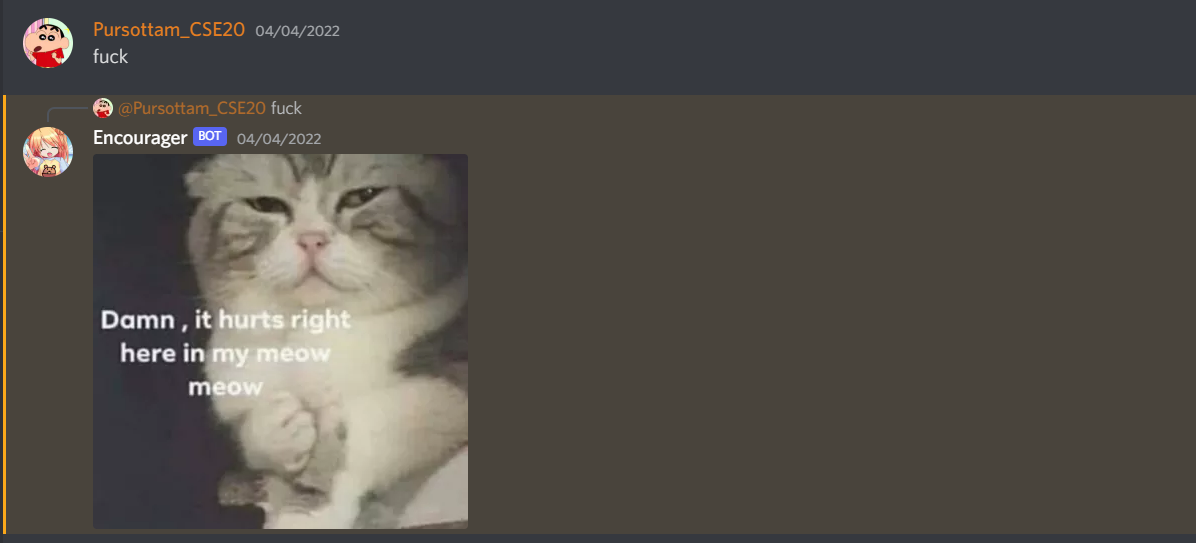 Pursottam_CSE20 04/04/2022
fuck
@Pursottam_CSE20 fuck
Encourager BOT 04/04/2022
Damn , it hurts right
here in my meow
meow